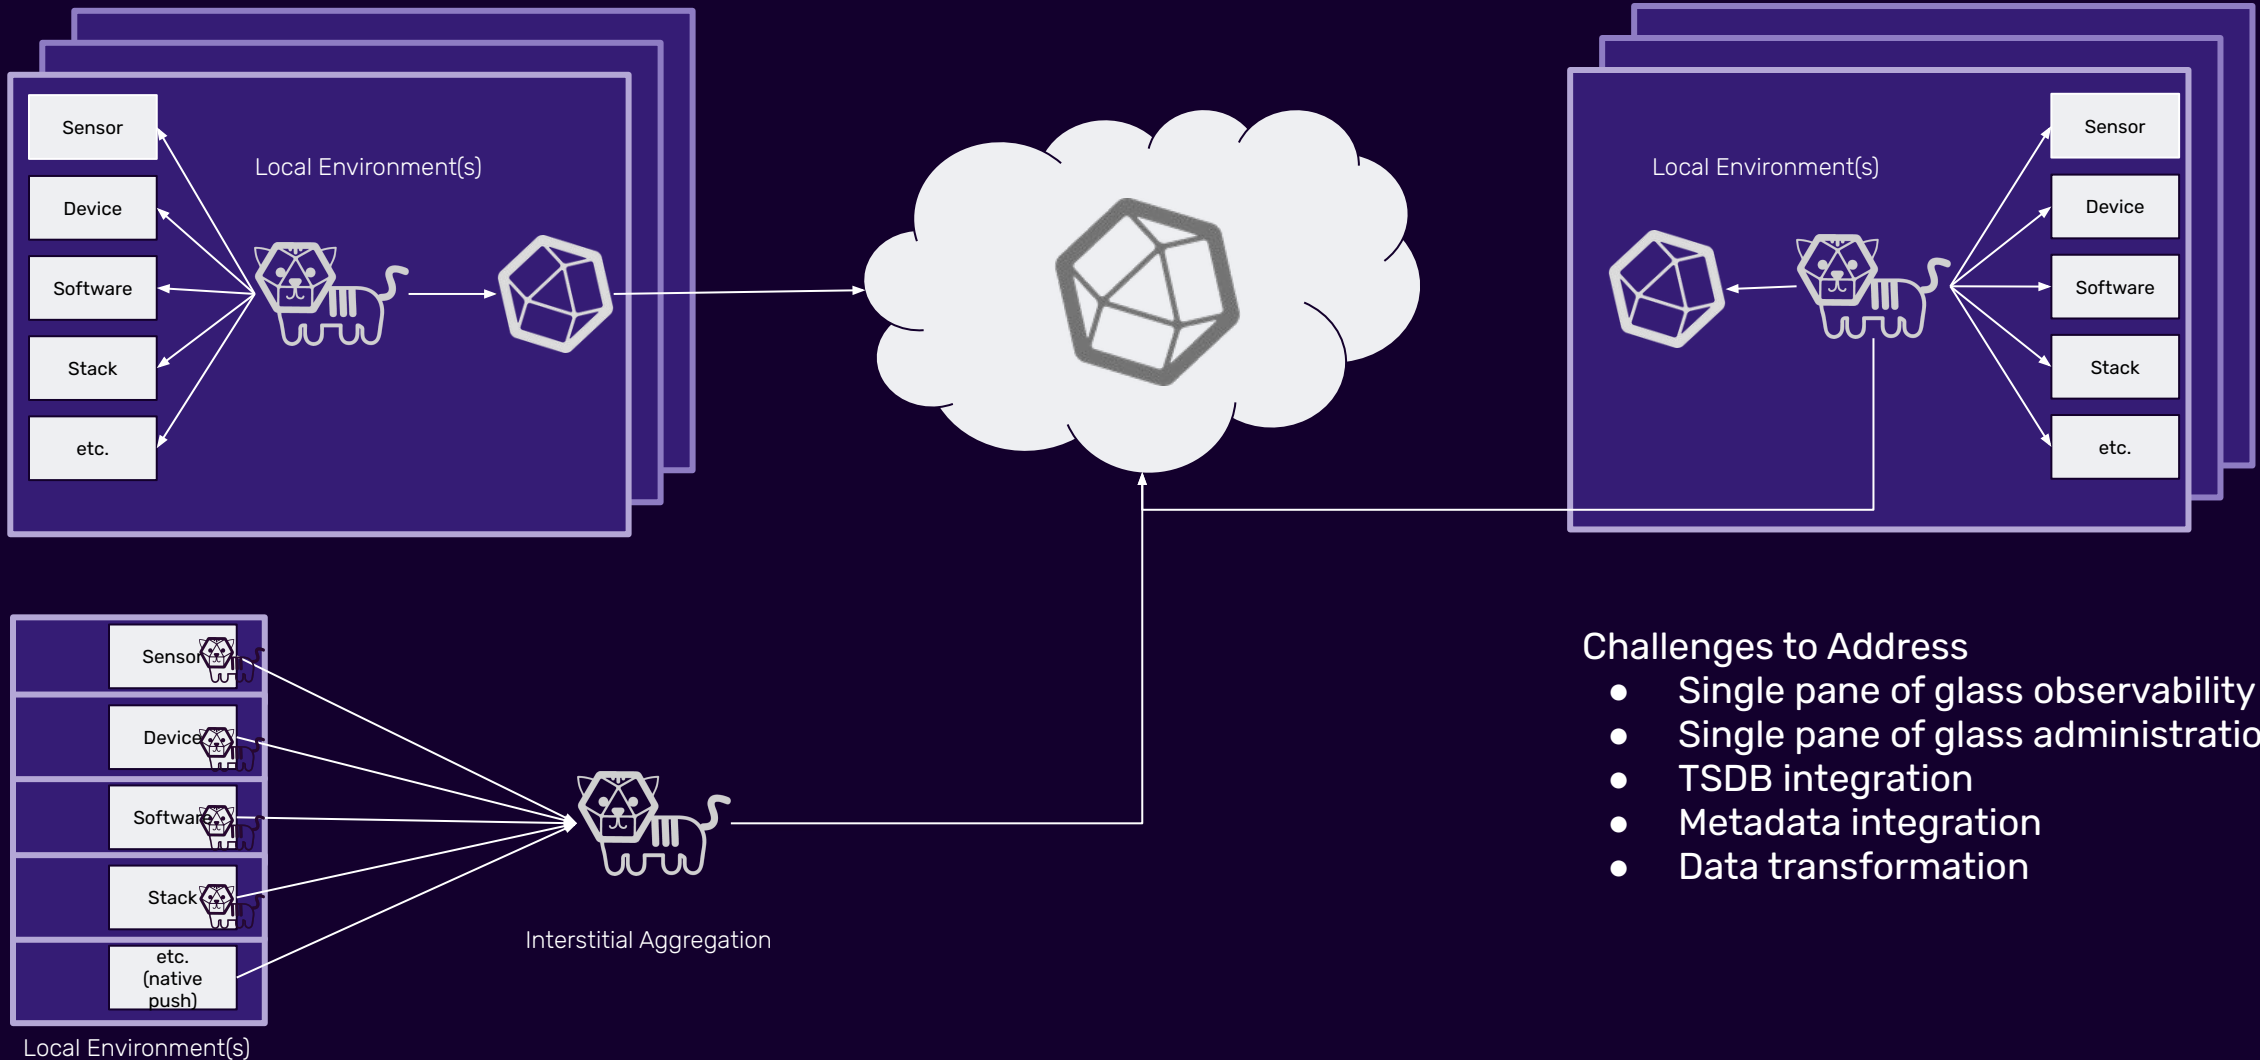 Sensor
Device
Software
Stack
etc.
Local Environment(s)
Local Environment(s)
Sensor
Device
Software
Stack
etc.
Sensor
Device
Software
Stack
etc.
(native
push)
Local Environment(s)
Interstitial Aggregation
Challenges to Address
● Single pane of glass observability
● Single pane of glass administratio
● TSDB integration
● Metadata integration
● Data transformation